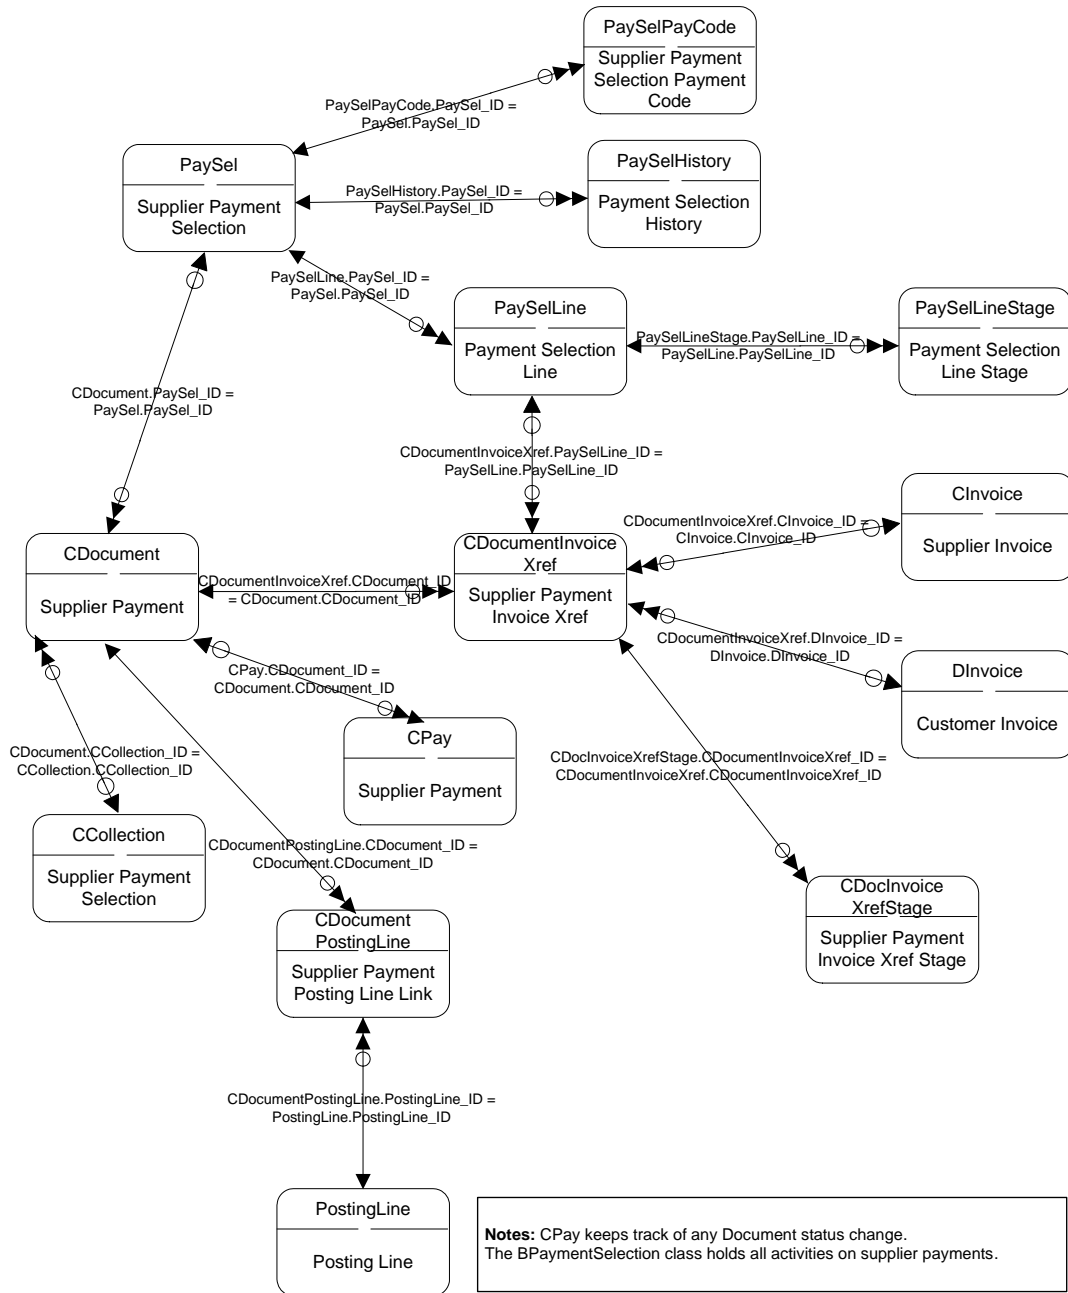 PaySelPayCode
Supplier Payment
Selection Payment
Code
PaySelPayCode.PaySel_ID =
PaySel.PaySel_ID
PaySel
Supplier Payment
Selection
PaySelHistory.PaySel_ID =
PaySel.PaySel_ID
PaySelHistory
Payment Selection
History
PaySelLine.PaySel_ID =
PaySel.PaySel_ID
PaySelLine
Payment Selection
Line
PaySelLineStage.PaySelLine_ID =
PaySelLine.PaySelLine_ID
PaySelLineStage
Payment Selection
Line Stage
CDocument.PaySel_ID =
PaySel.PaySel_ID
CDocumentInvoiceXref.PaySelLine_ID =
PaySelLine.PaySelLine_ID
CInvoice
Supplier Invoice
CDocumentInvoiceXref.CInvoice_ID =
CInvoice.CInvoice_ID
CDocument
Supplier Payment
CDocumentInvoiceXref.CDocument_ID
= CDocument.CDocument_ID
CDocumentInvoice
Xref
Supplier Payment
Invoice Xref
CDocumentInvoiceXref.DInvoice_ID =
DInvoice.DInvoice_ID
DInvoice
Customer Invoice
CPay.CDocument_ID =
CDocument.CDocument_ID
CPay
Supplier Payment
CDocument.CCollection_ID =
CCollection.CCollection_ID
CDocInvoiceXrefStage.CDocumentInvoiceXref_ID =
CDocumentInvoiceXref.CDocumentInvoiceXref_ID
CCollection
Supplier Payment
Selection
CDocumentPostingLine.CDocument_ID =
CDocument.CDocument_ID
CDocInvoice
XrefStage
Supplier Payment
Invoice Xref Stage
CDocument
PostingLine
Supplier Payment
Posting Line Link
CDocumentPostingLine.PostingLine_ID =
PostingLine.PostingLine_ID
PostingLine
Posting Line
Notes: CPay keeps track of any Document status change.
The BPaymentSelection class holds all activities on supplier payments.